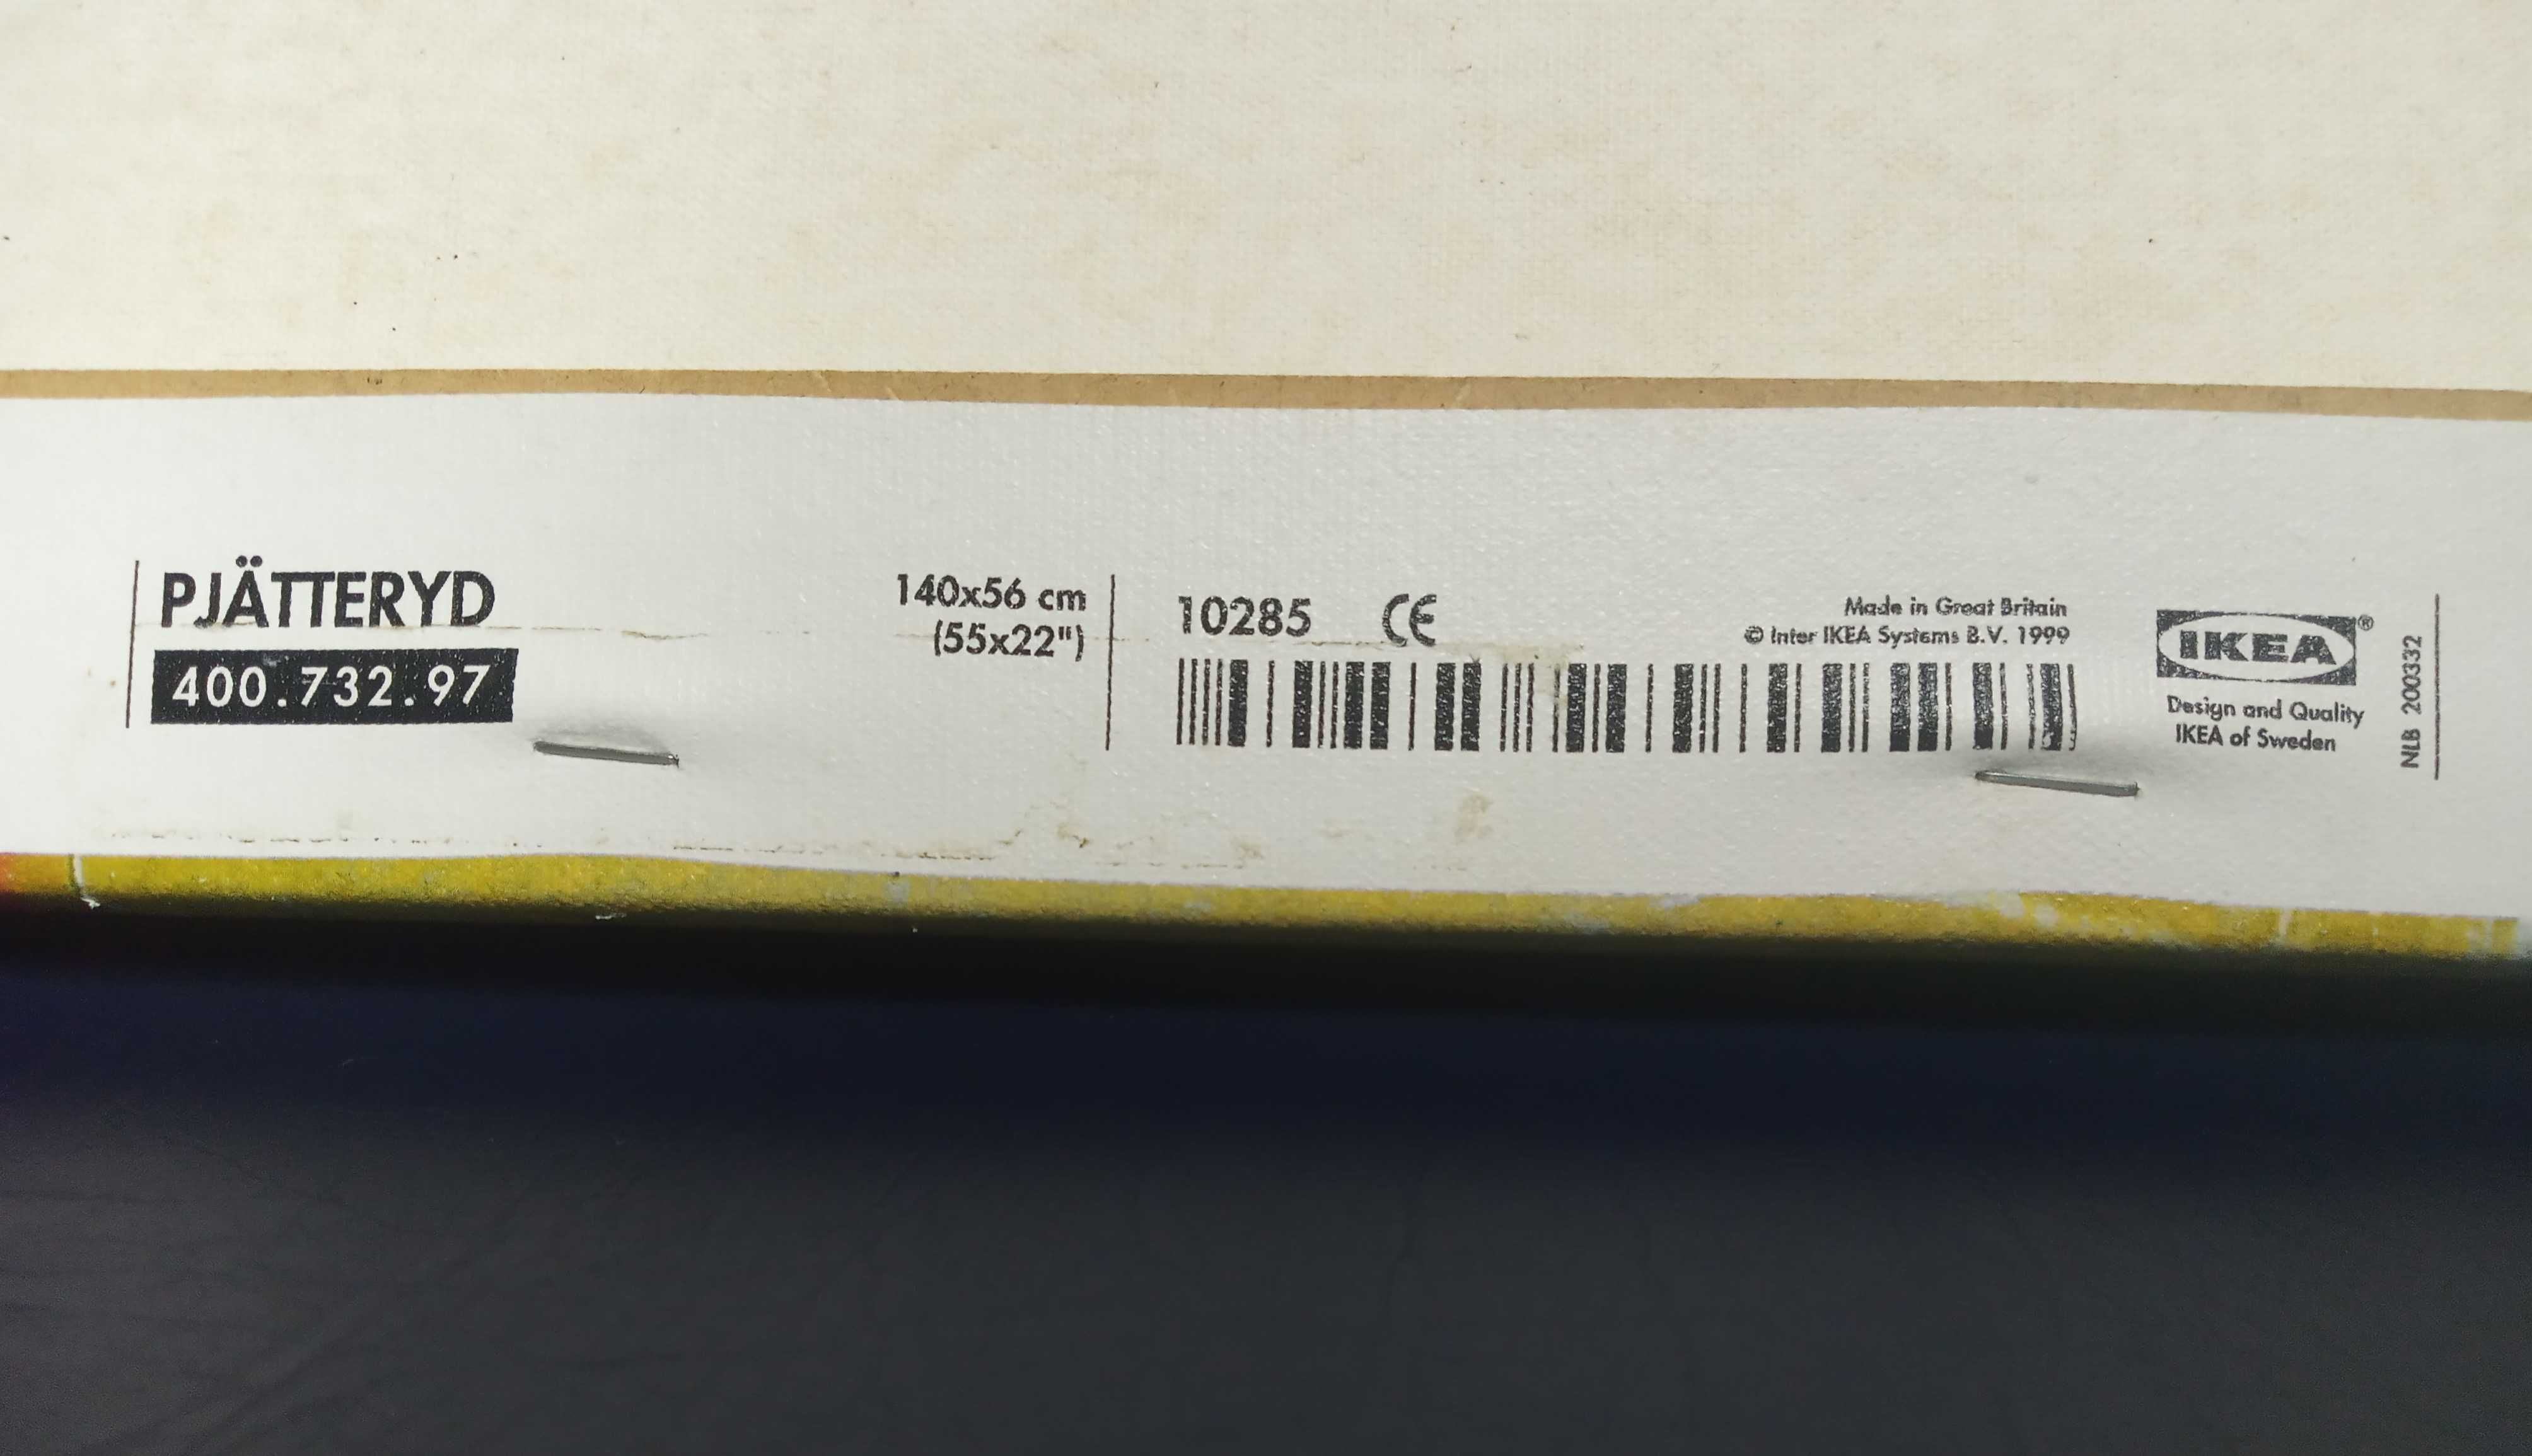 PJÄTTERYD
400.732.97
140x56 cm
(55x22")
10285 CE
Made in Great Britain
© Inter IKEA Systems B.V. 1999
IKEA®
Design and Quality
IKEA of Sweden
NLB 200332